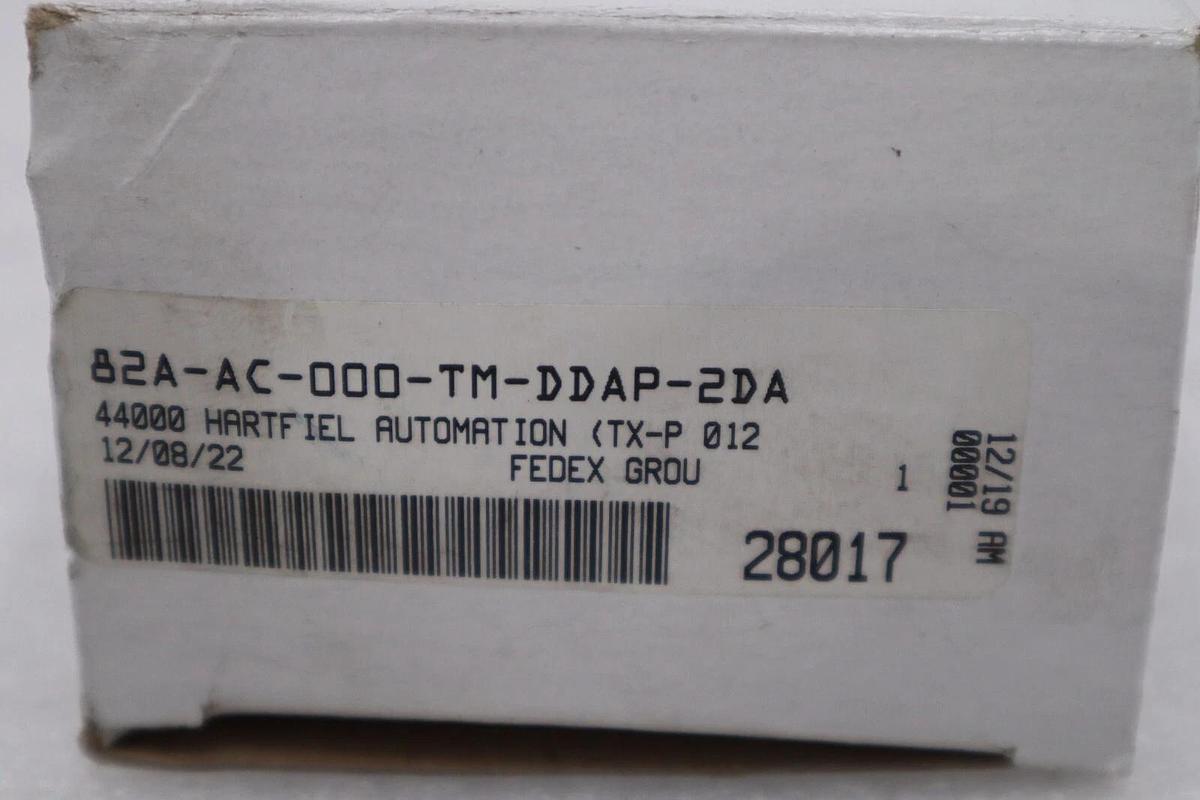 82A-AC-000-TM-DDAP-2DA
44000 HARTFIEL AUTOMATION (TX-P 012
12/08/22 FEDEX GROU 1
28017
12/19 AM
00001